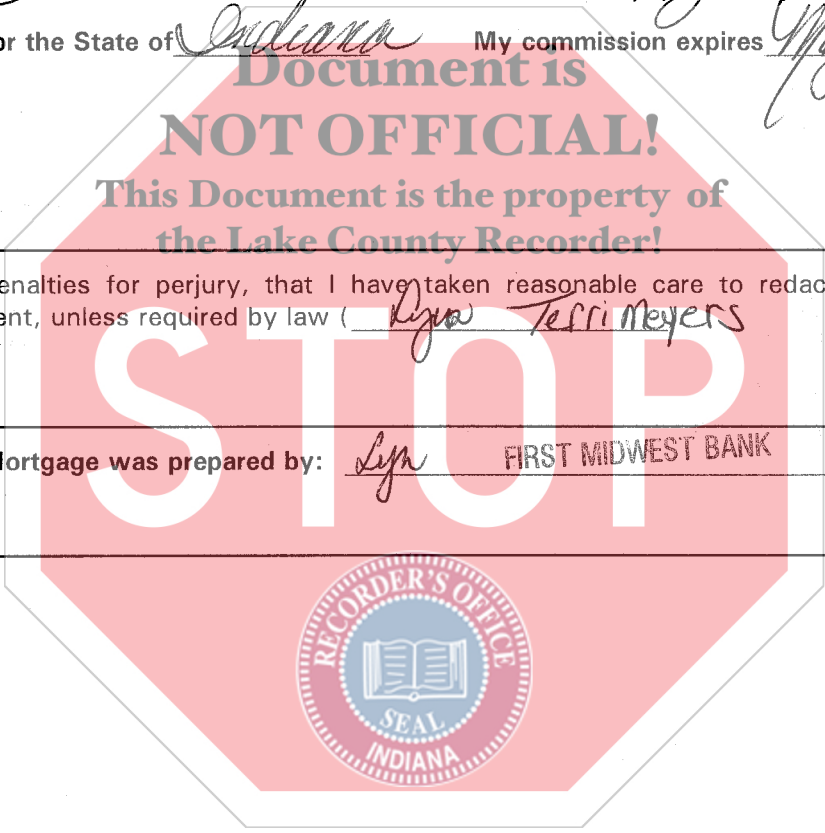 or the State of Indiana My commission expires
Document is
NOT OFFICIAL!
This Document is the property of
the Lake County Recorder!
enalties for perjury, that I have taken reasonable care to redac
ent, unless required by law ( Terri Meyers
STOP
ortgage was prepared by: Lyn FIRST MIDWEST BANK
RECORDER'S OFFICE
SEAL
INDIANA